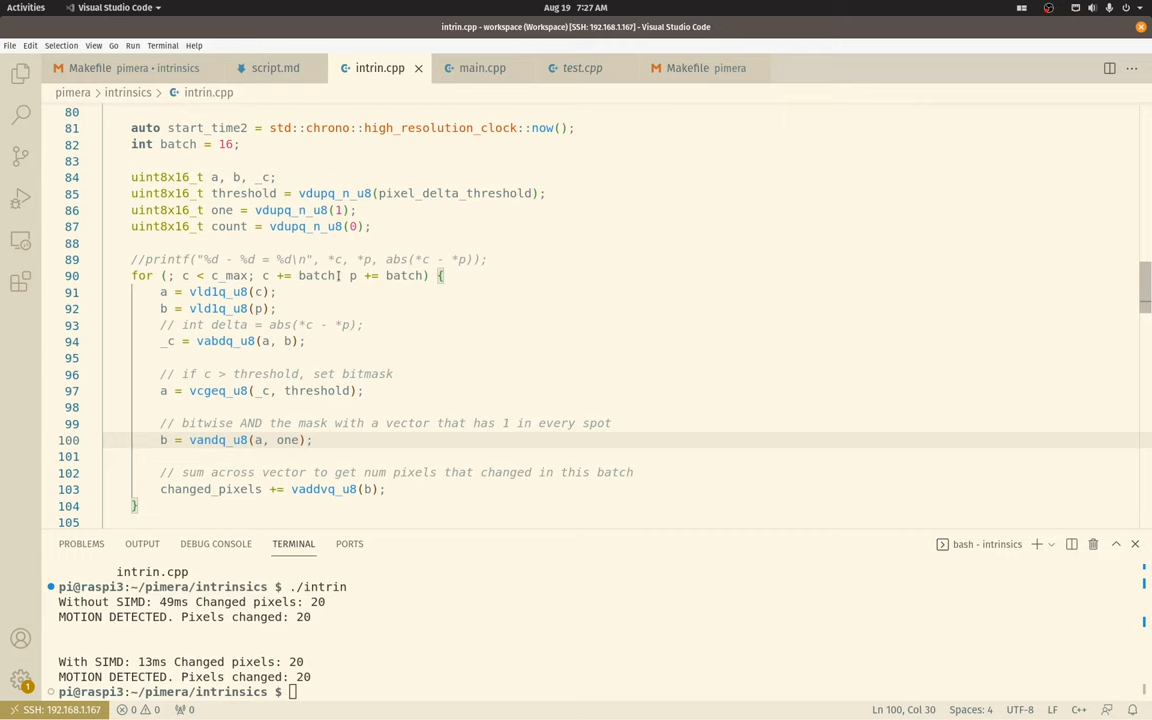 Activities Visual Studio Code Aug 19 7:27 AM
intrin.cpp - workspace (Workspace) [SSH: 192.168.1.167] - Visual Studio Code
File Edit Selection View Go Run Terminal Help
Makefile pimera • intrinsics script.md intrin.cpp main.cpp test.cpp Makefile pimera
pimera > intrinsics > intrin.cpp
80
81 auto start_time2 = std::chrono::high_resolution_clock::now();
82 int batch = 16;
83
84 uint8x16_t a, b, _c;
85 uint8x16_t threshold = vdupq_n_u8(pixel_delta_threshold);
86 uint8x16_t one = vdupq_n_u8(1);
87 uint8x16_t count = vdupq_n_u8(0);
88
89 //printf("%d - %d = %d\n", *c, *p, abs(*c - *p));
90 for (; c < c_max; c += batch, p += batch) {
91 a = vld1q_u8(c);
92 b = vld1q_u8(p);
93 // int delta = abs(*c - *p);
94 _c = vabdq_u8(a, b);
95
96 // if c > threshold, set bitmask
97 a = vcgeq_u8(_c, threshold);
98
99 // bitwise AND the mask with a vector that has 1 in every spot
100 b = vandq_u8(a, one);
101
102 // sum across vector to get num pixels that changed in this batch
103 changed_pixels += vaddvq_u8(b);
104 }
105
PROBLEMS OUTPUT DEBUG CONSOLE TERMINAL PORTS bash - intrinsics
intrin.cpp
pi@raspi3:~/pimera/intrinsics $ ./intrin
Without SIMD: 49ms Changed pixels: 20
MOTION DETECTED. Pixels changed: 20
With SIMD: 13ms Changed pixels: 20
MOTION DETECTED. Pixels changed: 20
pi@raspi3:~/pimera/intrinsics $
1
SSH: 192.168.1.167 0 0 0 Ln 100, Col 30 Spaces: 4 UTF-8 LF C++